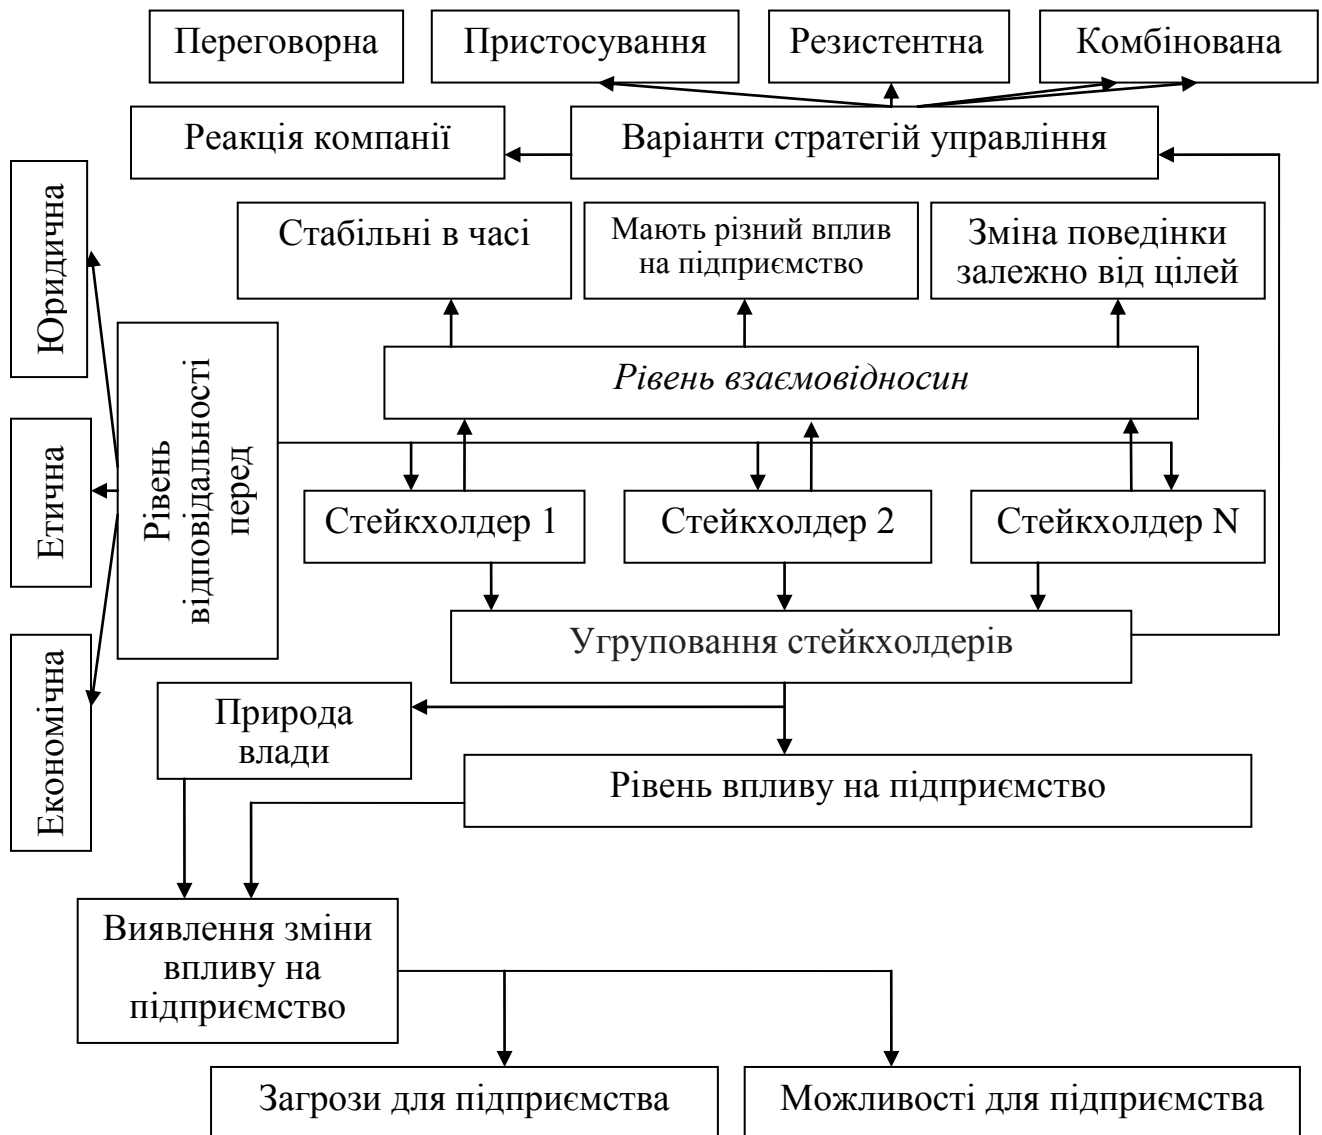 Переговорна
Пристосування
Резистентна
Комбінована
Реакція компанії
Варіанти стратегій управління
Юридична
Стабільні в часі
Мають різний вплив
на підприємство
Зміна поведінки
залежно від цілей
Рівень взаємовідносин
Рівень
відповідальності
перед
Етична
Стейкхолдер 1
Стейкхолдер 2
Стейкхолдер N
Угруповання стейкхолдерів
Економічна
Природа
влади
Рівень впливу на підприємство
Виявлення зміни
впливу на
підприємство
Загрози для підприємства
Можливості для підприємства